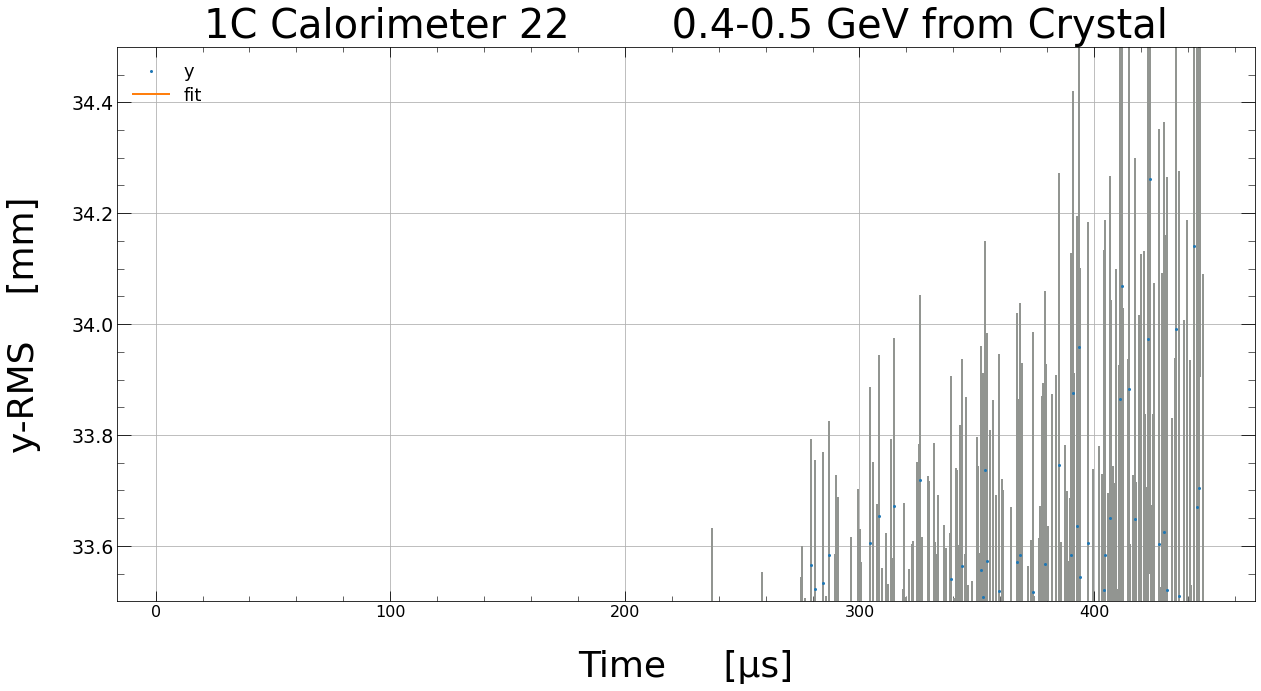 1C Calorimeter 22 0.4-0.5 GeV from Crystal
y
fit
34.4
34.2
34.0
33.8
33.6
y-RMS [mm]
0 100 200 300 400
Time [μs]